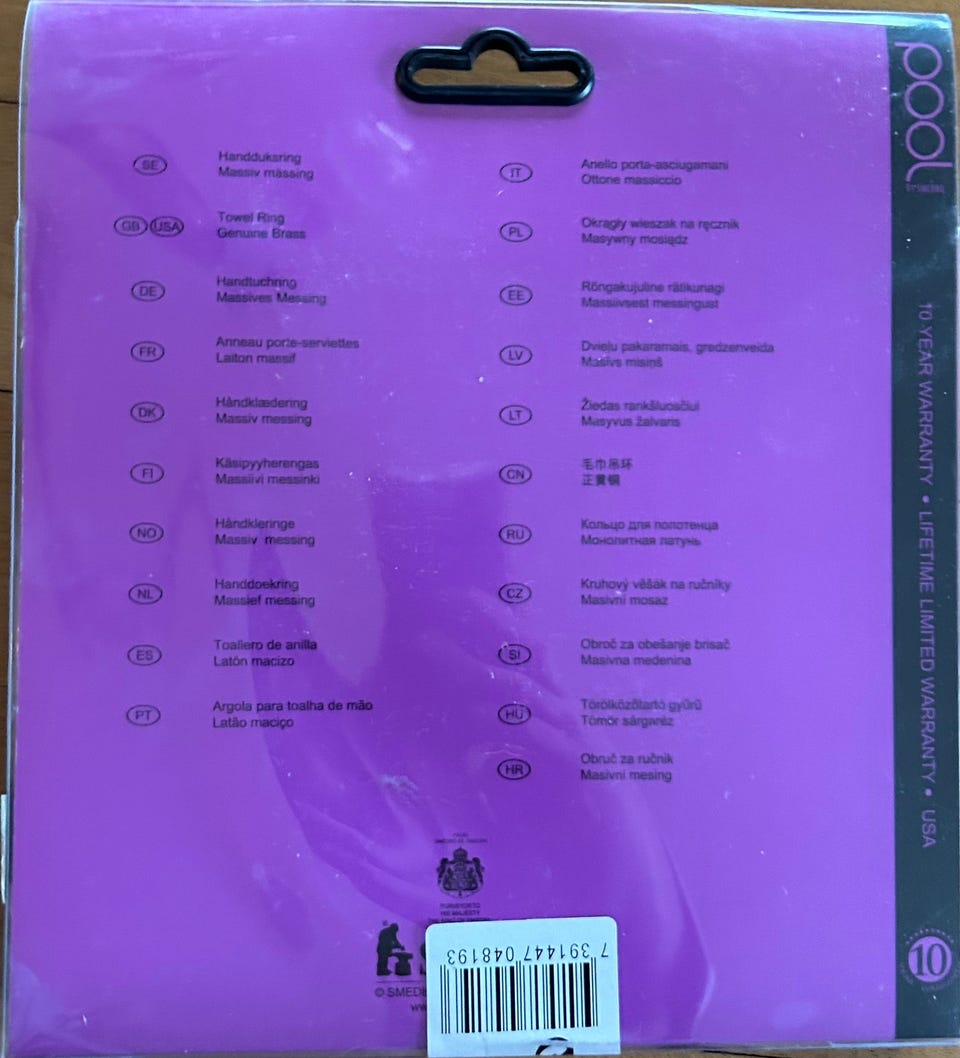 SE
Handduksring
Massiv mässing
GB USA
Towel Ring
Genuine Brass
DE
Handtuchring
Massives Messing
FR
Anneau porte-serviettes
Laiton massif
DK
Håndklædering
Massiv messing
FI
Käsipyyherengas
Massiivi messinki
NO
Håndkleringe
Massiv messing
NL
Handdoekring
Massief messing
ES
Toallero de anilla
Latón macizo
PT
Argola para toalha de mão
Latão maciço
IT
Anello porta-asciugamani
Ottone massiccio
PL
Okrągły wieszak na ręcznik
Masywny mosiądz
EE
Rõngakujuline rätikunagi
Massiivsest messingust
LV
Dvieļu pakaramais, gredzenveida
Masīvs misiņš
LT
Žiedas rankšluosčiui
Masyvus žalvaris
CN
毛巾吊环
正黄铜
RU
Кольцо для полотенца
Монолитная латунь
CZ
Kruhový věšák na ručníky
Masivní mosaz
SI
Obroč za obešanje brisač
Masivna medenina
HU
Törölközőtartó gyűrű
Tömör sárgaréz
HR
Obruč za ručnik
Masivni mesing
PURVEYOR TO
HIS MAJESTY
© SMEDB
7 391447 048193
pool
10 YEAR WARRANTY • LIFETIME LIMITED WARRANTY • USA
10